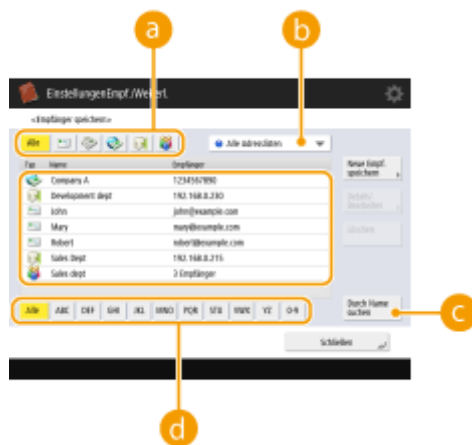 a
b
Einstellungen Empf./Weiterl.
<Empfänger speichern>
Alle
Alle Adresslisten
Typ Name Empfänger
Neue Empf. speichern
Company A 1234567890
Development dept 192.168.0.230
Details/ Bearbeiten
John john@example.com
Mary mary@example.com
Löschen
Robert robert@example.com
Sales Dept 192.168.0.215
Sales dept 3 Empfänger
Alle ABC DEF GHI JKL MNO PQR STU VWX YZ 0-9
Durch Name suchen
c
Schließen
d